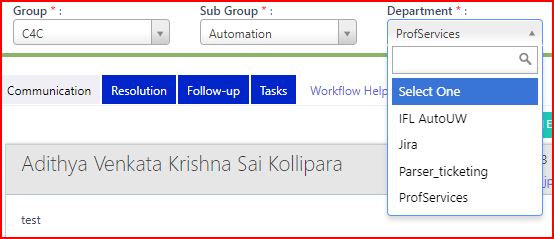 Group * :
Sub Group * :
Department * :
C4C
Automation
ProfServices
Select One
IFL AutoUW
Jira
Parser_ticketing
ProfServices
Communication
Resolution
Follow-up
Tasks
Workflow Help
Adithya Venkata Krishna Sai Kollipara
test